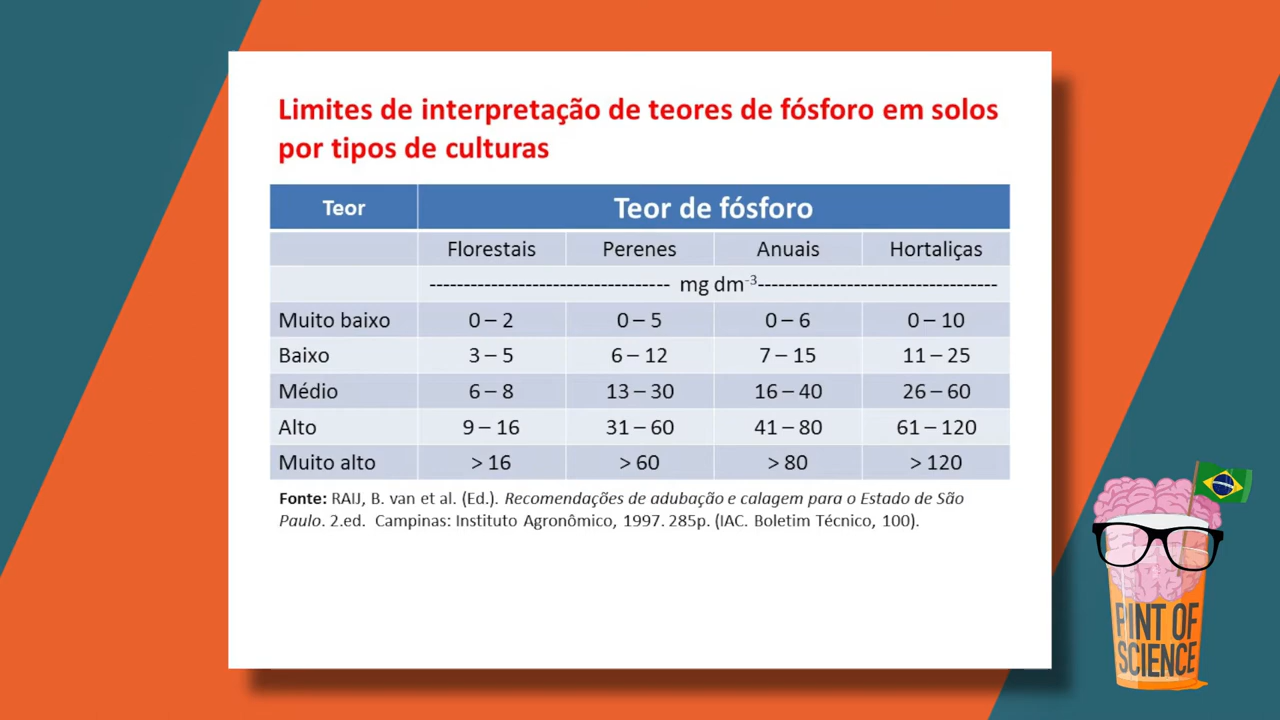 Limites de interpretação de teores de fósforo em solos
por tipos de culturas
Teor Teor de fósforo
Florestais Perenes Anuais Hortaliças
----------------------------------- mg dm-3-----------------------------------
Muito baixo 0 – 2 0 – 5 0 – 6 0 – 10
Baixo 3 – 5 6 – 12 7 – 15 11 – 25
Médio 6 – 8 13 – 30 16 – 40 26 – 60
Alto 9 – 16 31 – 60 41 – 80 61 – 120
Muito alto > 16 > 60 > 80 > 120
Fonte: RAIJ, B. van et al. (Ed.). Recomendações de adubação e calagem para o Estado de São
Paulo. 2.ed. Campinas: Instituto Agronômico, 1997. 285p. (IAC. Boletim Técnico, 100).
PINT OF
SCIENCE